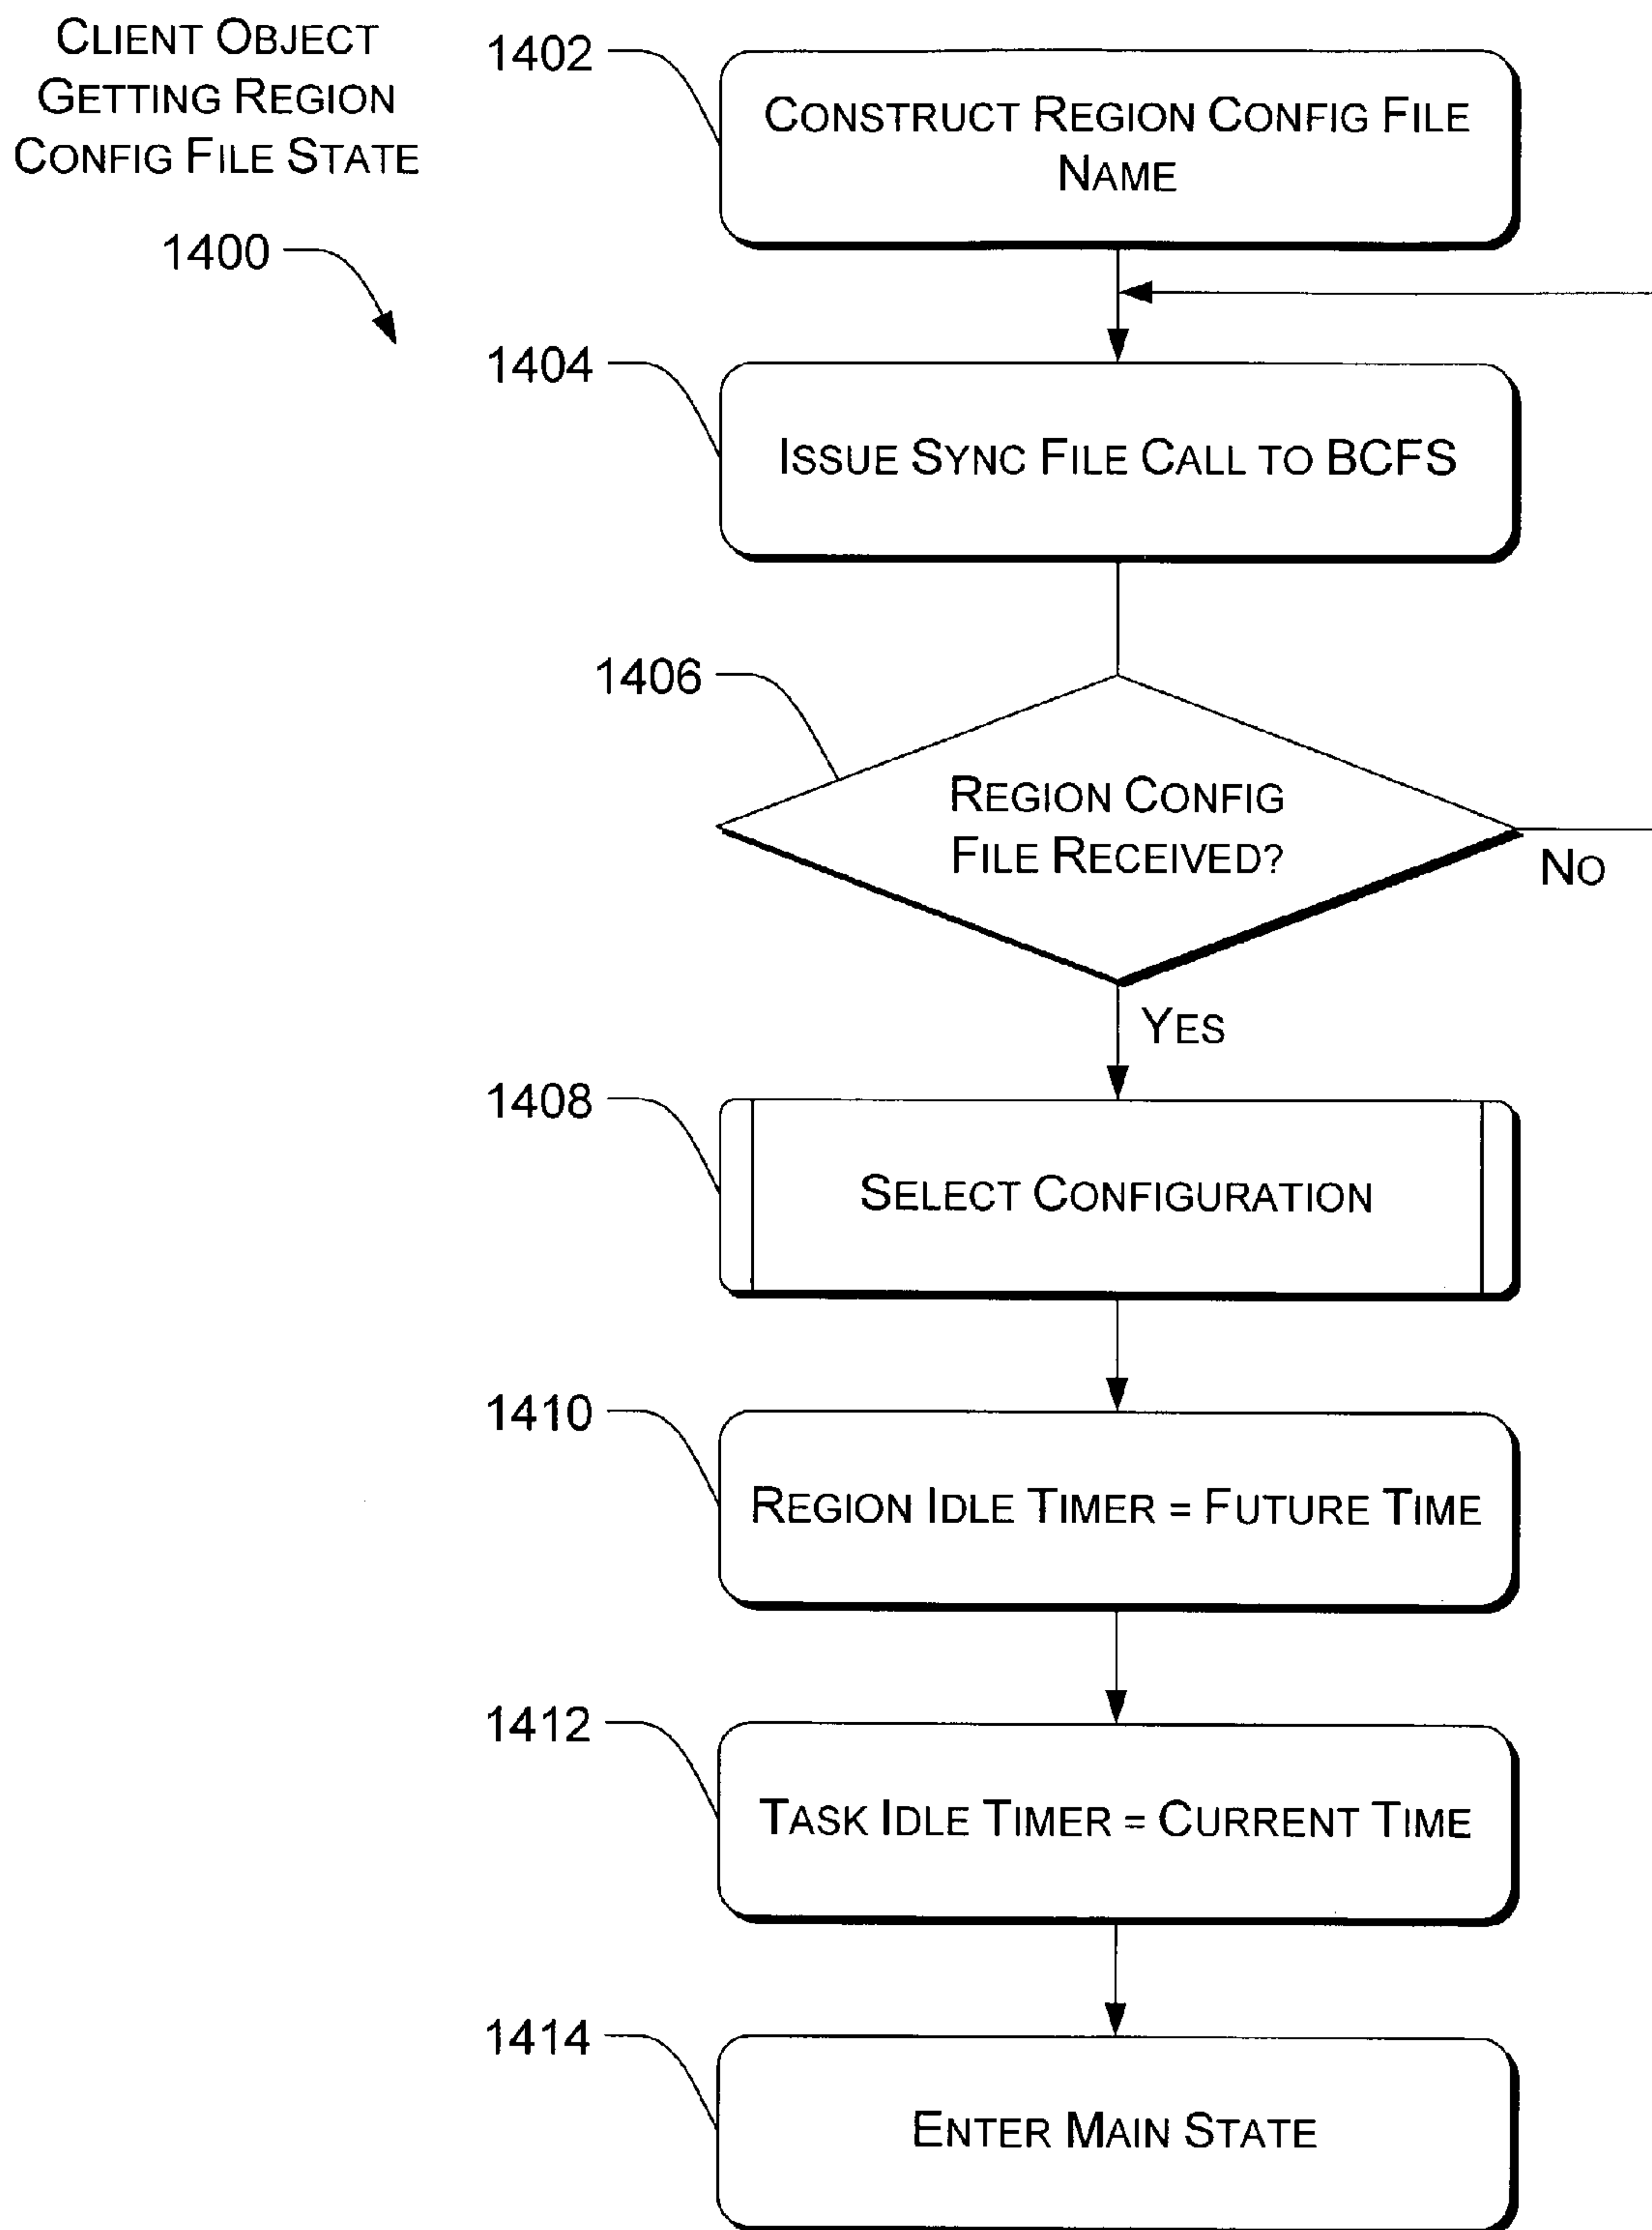 CLIENT OBJECT
GETTING REGION
CONFIG FILE STATE
1400
1402
CONSTRUCT REGION CONFIG FILE
NAME
1404
ISSUE SYNC FILE CALL TO BCFS
1406
REGION CONFIG
FILE RECEIVED?
NO
YES
1408
SELECT CONFIGURATION
1410
REGION IDLE TIMER = FUTURE TIME
1412
TASK IDLE TIMER = CURRENT TIME
1414
ENTER MAIN STATE